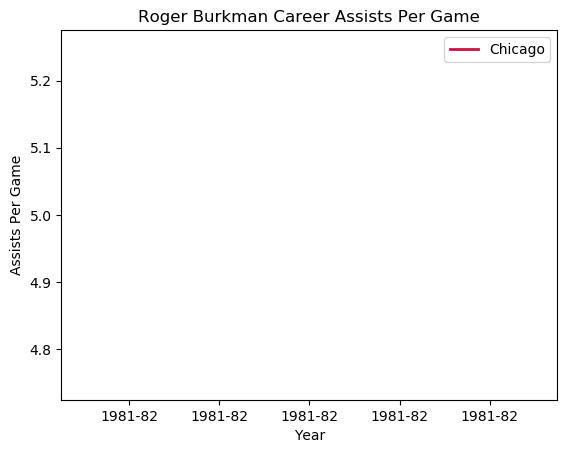 Roger Burkman Career Assists Per Game
Chicago
Assists Per Game
5.2
5.1
5.0
4.9
4.8
1981-82 1981-82 1981-82 1981-82 1981-82
Year